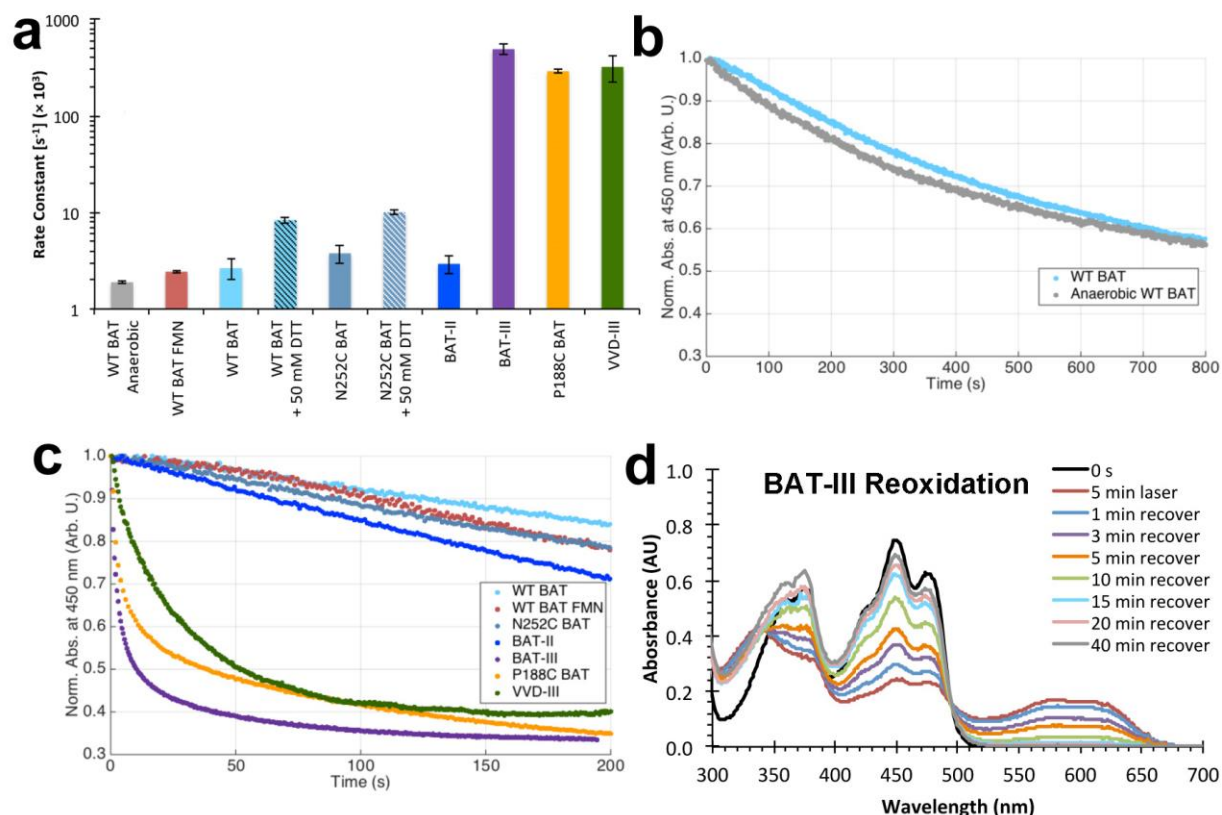 a
Rate Constant [s⁻¹] (× 10³)
1000
100
10
1
WT BAT
Anaerobic
WT BAT FMN
WT BAT
WT BAT
+ 50 mM DTT
N252C BAT
N252C BAT
+ 50 mM DTT
BAT-II
BAT-III
P188C BAT
VVD-III
b
Norm. Abs. at 450 nm (Arb. U.)
1.0
0.9
0.8
0.7
0.6
0.5
0.4
0.3
WT BAT
Anaerobic WT BAT
0 100 200 300 400 500 600 700 800
Time (s)
c
Norm. Abs. at 450 nm (Arb. U.)
1.0
0.9
0.8
0.7
0.6
0.5
0.4
0.3
WT BAT
WT BAT FMN
N252C BAT
BAT-II
BAT-III
P188C BAT
VVD-III
0 50 100 150 200
Time (s)
d
BAT-III Reoxidation
Abosrbance (AU)
1.0
0.8
0.6
0.4
0.2
0.0
0 s
5 min laser
1 min recover
3 min recover
5 min recover
10 min recover
15 min recover
20 min recover
40 min recover
300 350 400 450 500 550 600 650 700
Wavelength (nm)